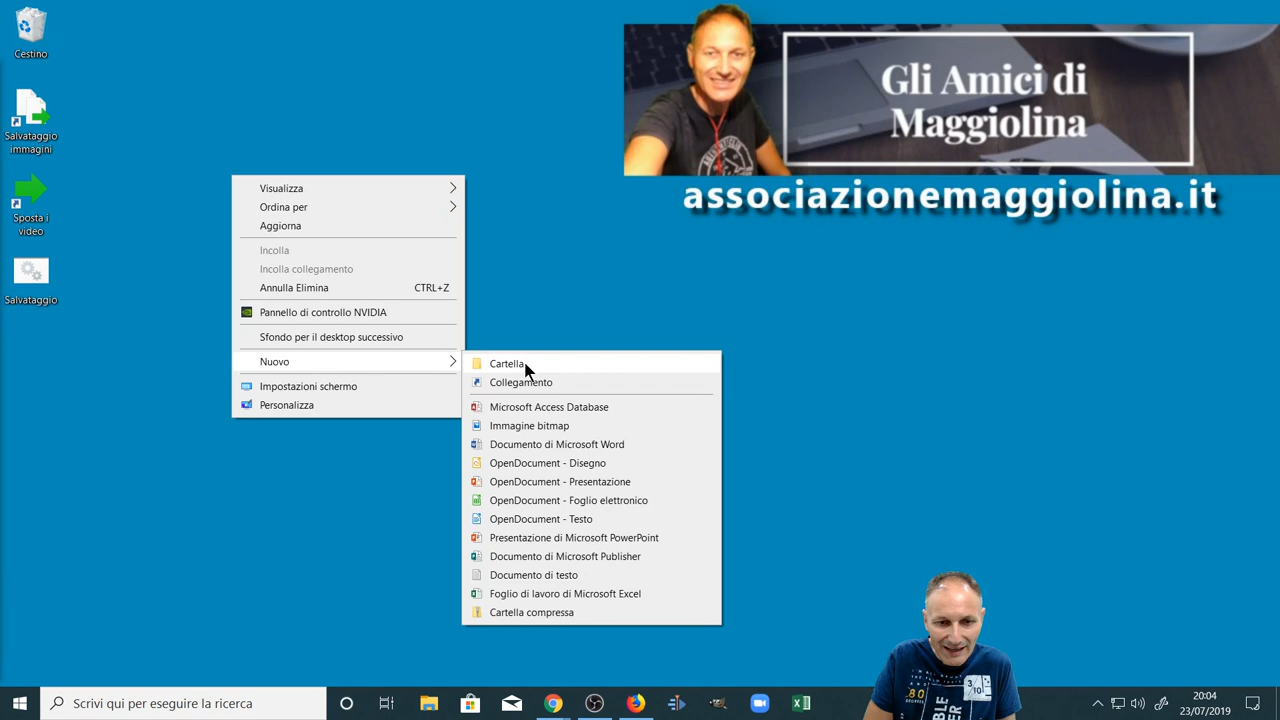 Cestino
Salvataggio
immagini
Sposta i
video
Salvataggio
Gli Amici di
Maggiolina
associazionemaggiolina.it
Visualizza
Ordina per
Aggiorna
Incolla
Incolla collegamento
Annulla Elimina CTRL+Z
Pannello di controllo NVIDIA
Sfondo per il desktop successivo
Nuovo
Impostazioni schermo
Personalizza
Cartella
Collegamento
Microsoft Access Database
Immagine bitmap
Documento di Microsoft Word
OpenDocument - Disegno
OpenDocument - Presentazione
OpenDocument - Foglio elettronico
OpenDocument - Testo
Presentazione di Microsoft PowerPoint
Documento di Microsoft Publisher
Documento di testo
Foglio di lavoro di Microsoft Excel
Cartella compressa
Scrivi qui per eseguire la ricerca
20:04
23/07/2019